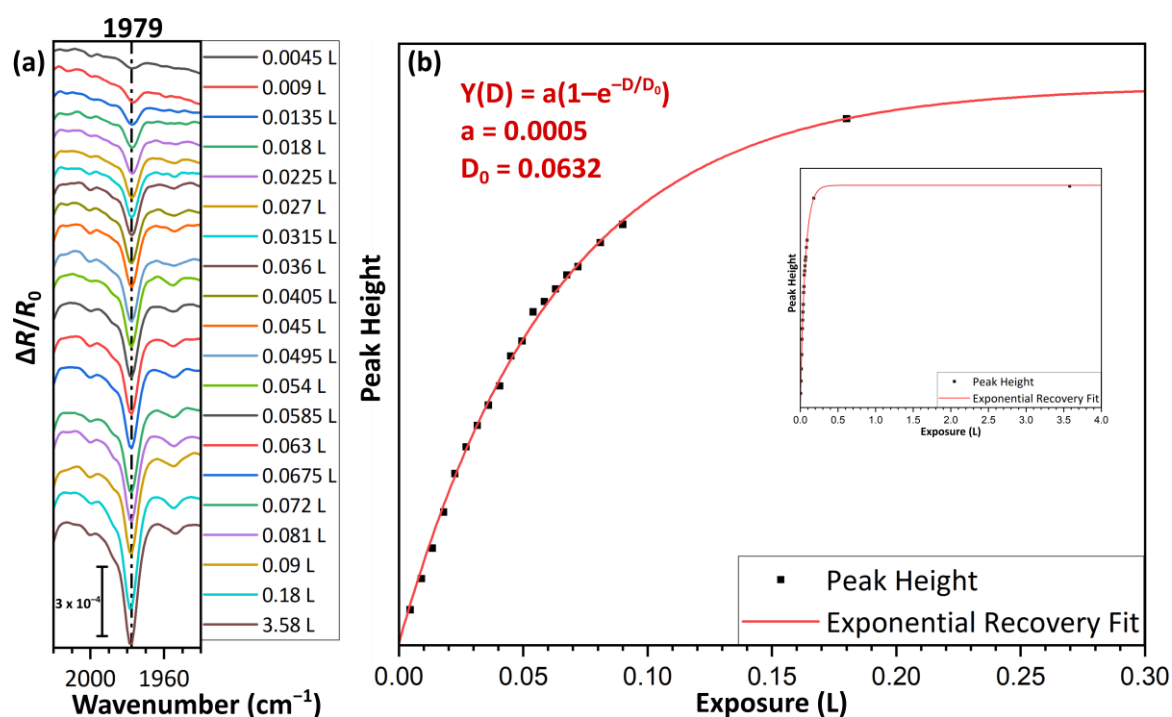 1979
(a)
0.0045 L
0.009 L
0.0135 L
0.018 L
0.0225 L
0.027 L
0.0315 L
0.036 L
0.0405 L
0.045 L
0.0495 L
0.054 L
0.0585 L
0.063 L
0.0675 L
0.072 L
0.081 L
0.09 L
0.18 L
3.58 L
3 x 10⁻⁴
ΔR/R₀
2000 1960
Wavenumber (cm⁻¹)
(b)
Y(D) = a(1–e^–D/D₀)
a = 0.0005
D₀ = 0.0632
Peak Height
Peak Height
Exponential Recovery Fit
0.0 0.5 1.0 1.5 2.0 2.5 3.0 3.5 4.0
Exposure (L)
Peak Height
Peak Height
Exponential Recovery Fit
0.00 0.05 0.10 0.15 0.20 0.25 0.30
Exposure (L)